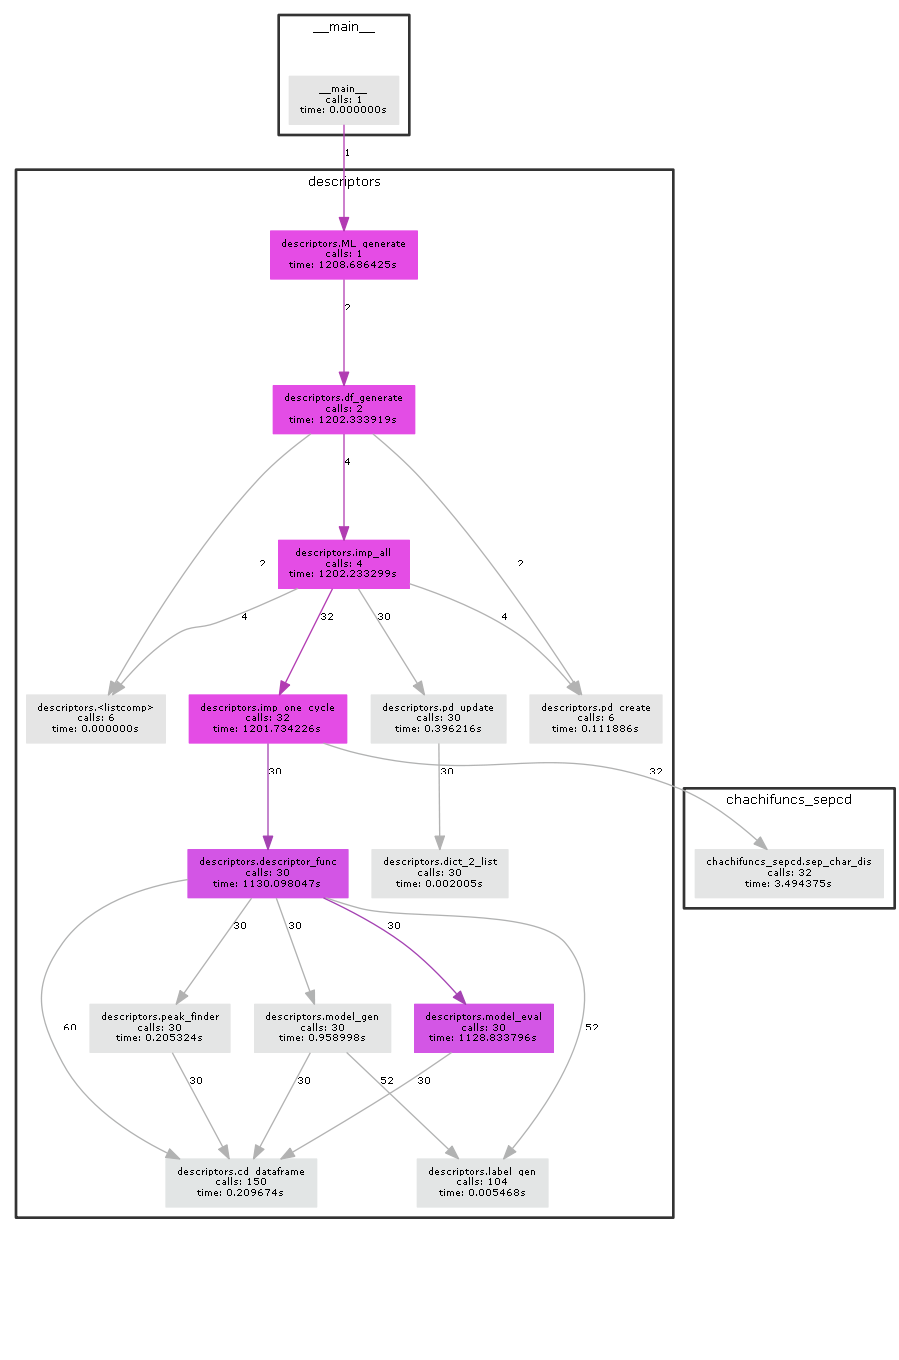 __main__
__main__
calls: 1
time: 0.000000s
1
descriptors
descriptors.ML_generate
calls: 1
time: 1208.686425s
2
descriptors.df_generate
calls: 2
time: 1202.333919s
4
2
2
descriptors.imp_all
calls: 4
time: 1202.233299s
4
32
30
4
descriptors.<listcomp>
calls: 6
time: 0.000000s
descriptors.imp_one_cycle
calls: 32
time: 1201.734226s
descriptors.pd_update
calls: 30
time: 0.396216s
descriptors.pd_create
calls: 6
time: 0.111886s
30
30
32
chachifuncs_sepcd
descriptors.descriptor_func
calls: 30
time: 1130.098047s
descriptors.dict_2_list
calls: 30
time: 0.002005s
chachifuncs_sepcd.sep_char_dis
calls: 32
time: 3.494375s
30
30
30
60
52
descriptors.peak_finder
calls: 30
time: 0.205324s
descriptors.model_gen
calls: 30
time: 0.958998s
descriptors.model_eval
calls: 30
time: 1128.833796s
30
30
52
30
descriptors.cd_dataframe
calls: 150
time: 0.209674s
descriptors.label_gen
calls: 104
time: 0.005468s